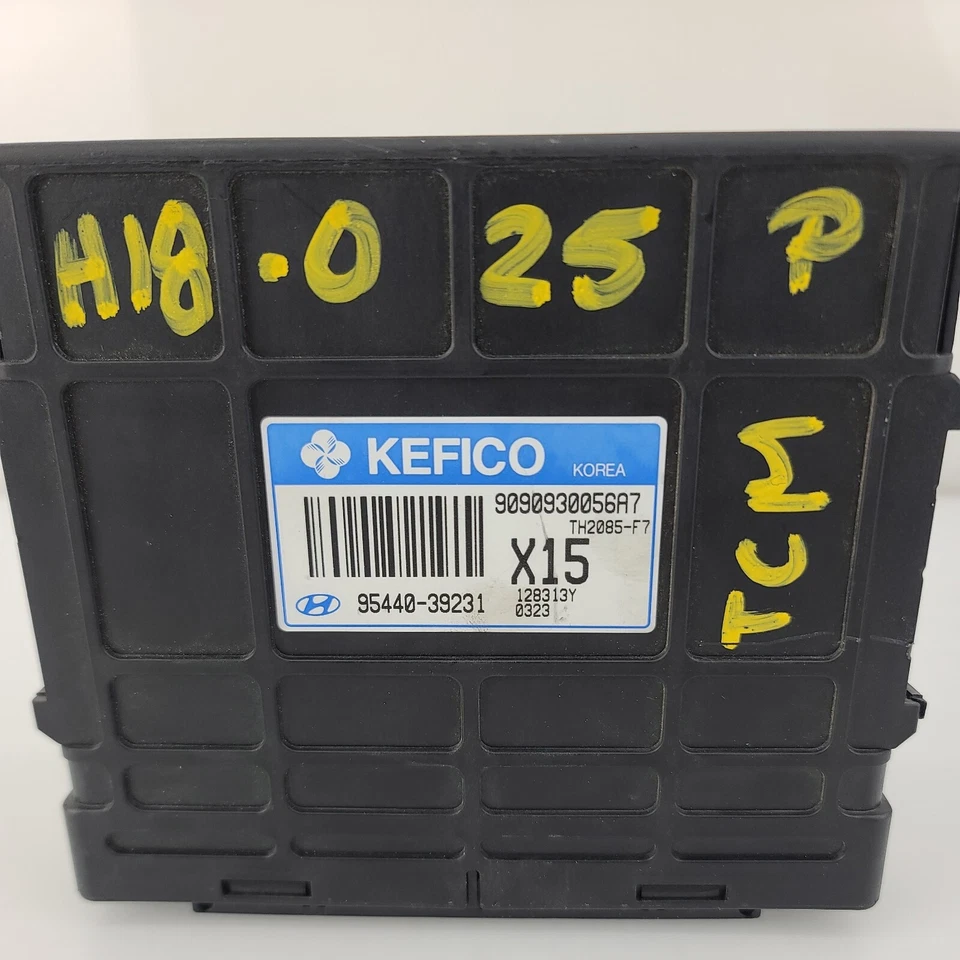 H18 .0 25 P
KEFICO KOREA
9090930056A7
TH2085-F7
X15
95440-39231
128313Y
0323
TCM